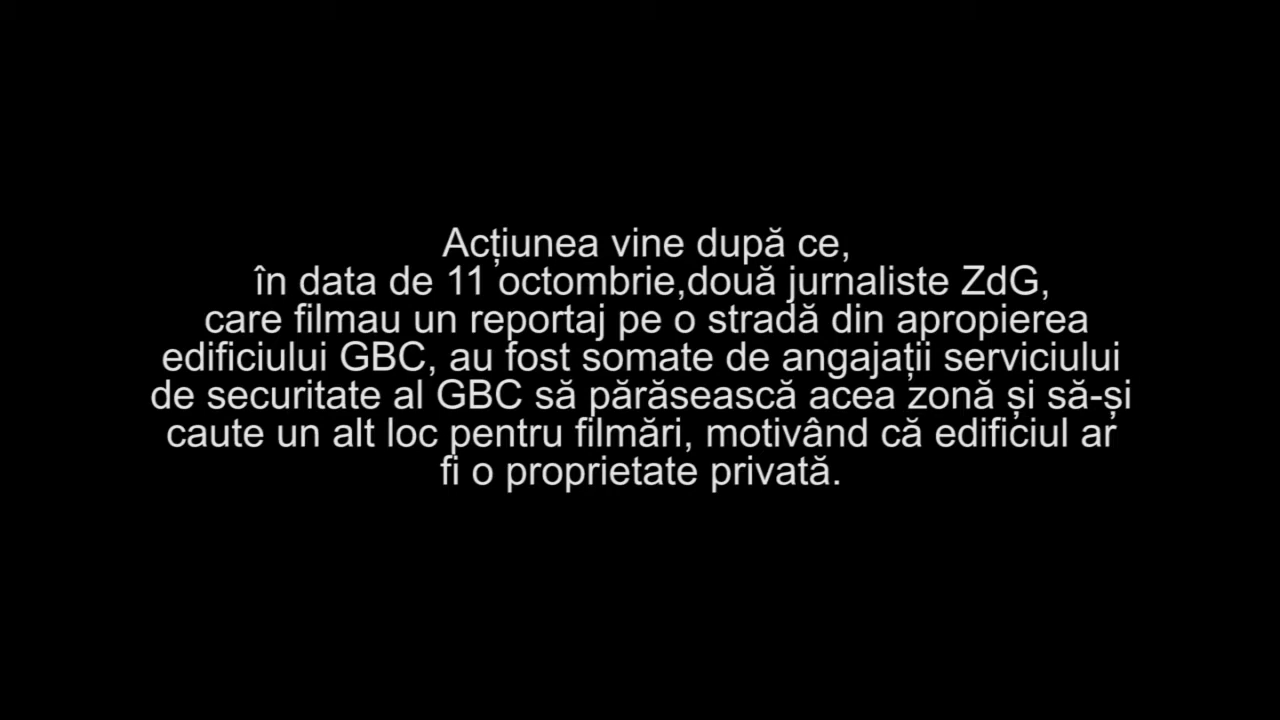 Acțiunea vine după ce,
în data de 11 octombrie,două jurnaliste ZdG,
care filmau un reportaj pe o stradă din apropierea
edificiului GBC, au fost somate de angajații serviciului
de securitate al GBC să părăsească acea zonă și să-și
caute un alt loc pentru filmări, motivând că edificiul ar
fi o proprietate privată.